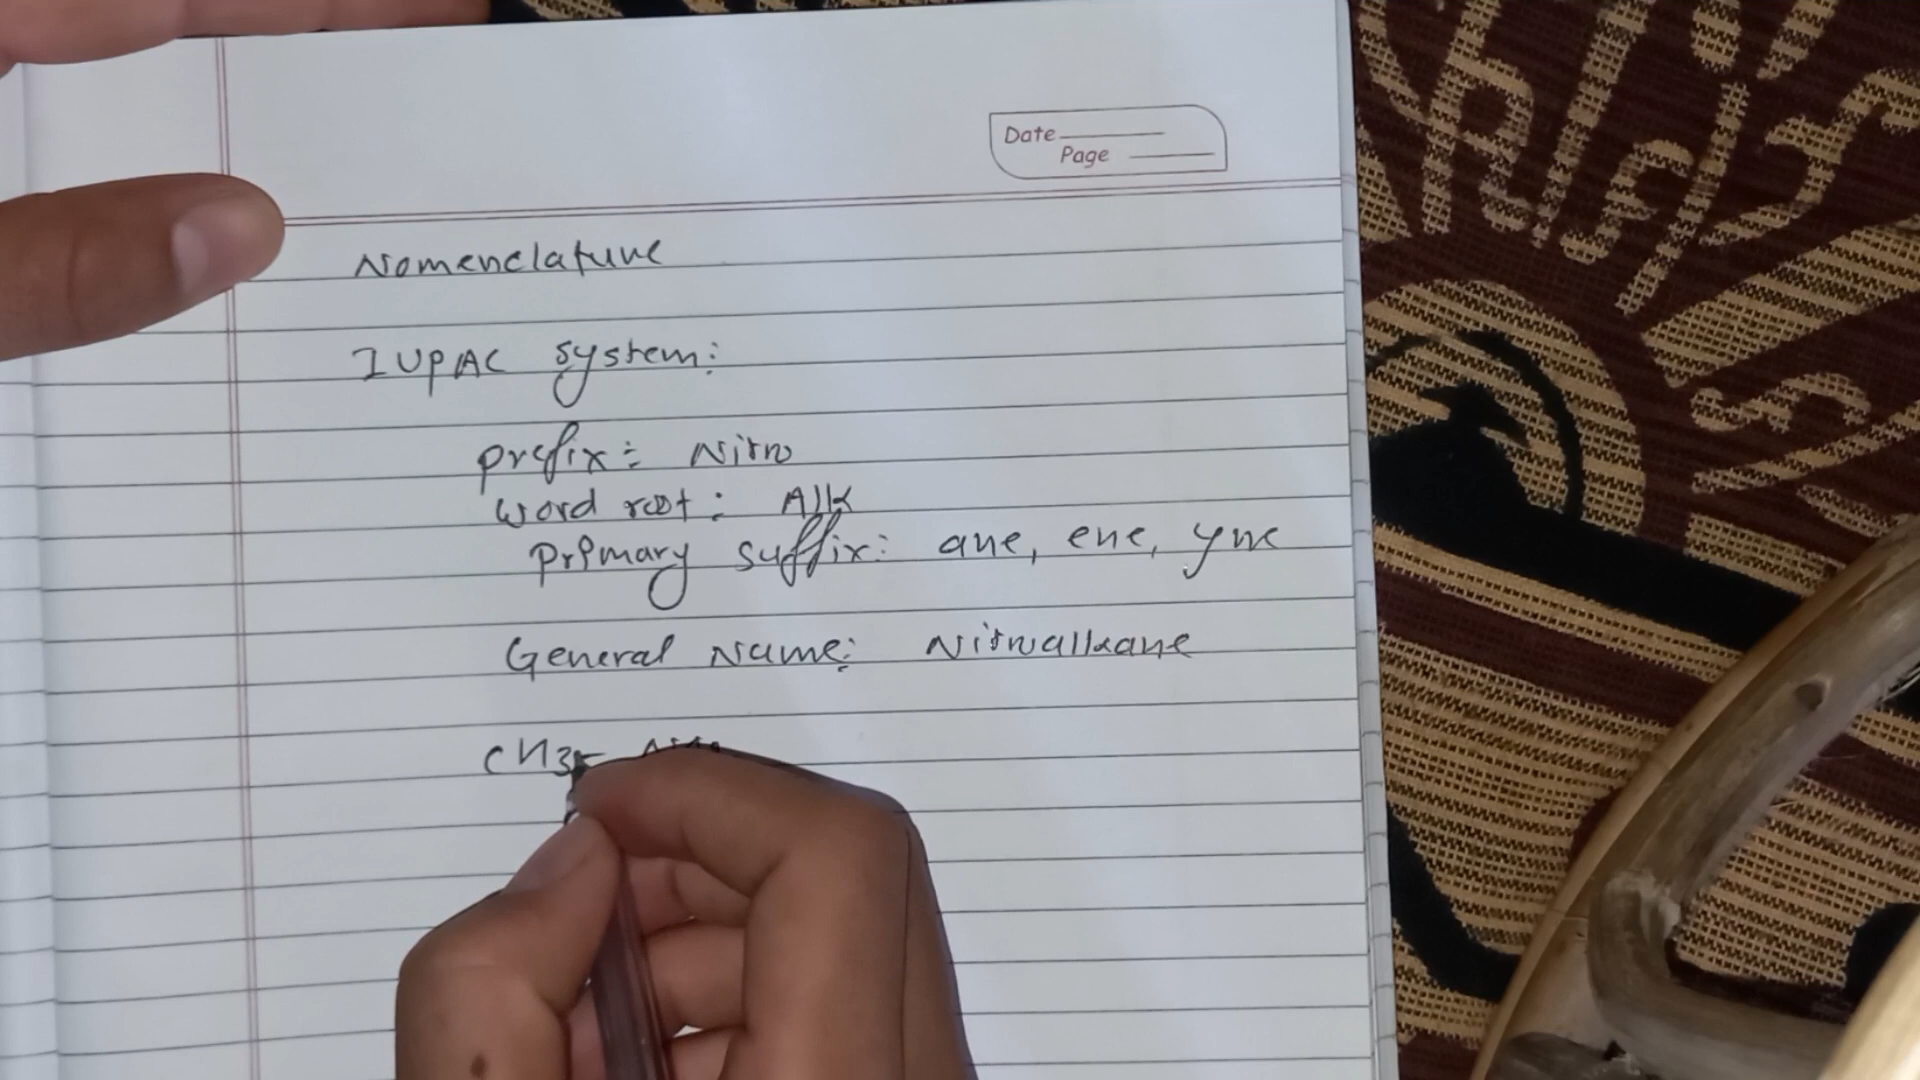 Date
Page
Nomenclature
IUPAC system:
prefix: Nitro
word root: Alk
Primary suffix: ane, ene, yne
General Name: Nitroalkane
CH3-